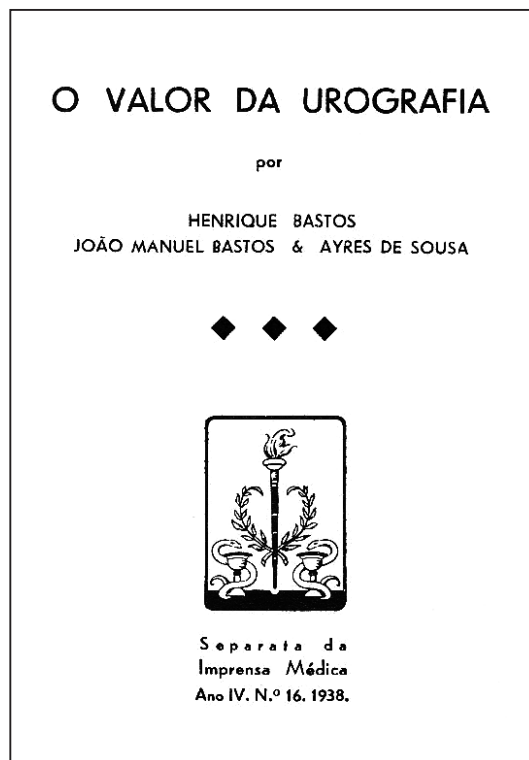 O VALOR DA UROGRAFIA
por
HENRIQUE BASTOS
JOÃO MANUEL BASTOS & AYRES DE SOUSA
Separata da
Imprensa Médica
Ano IV. N.º 16. 1938.